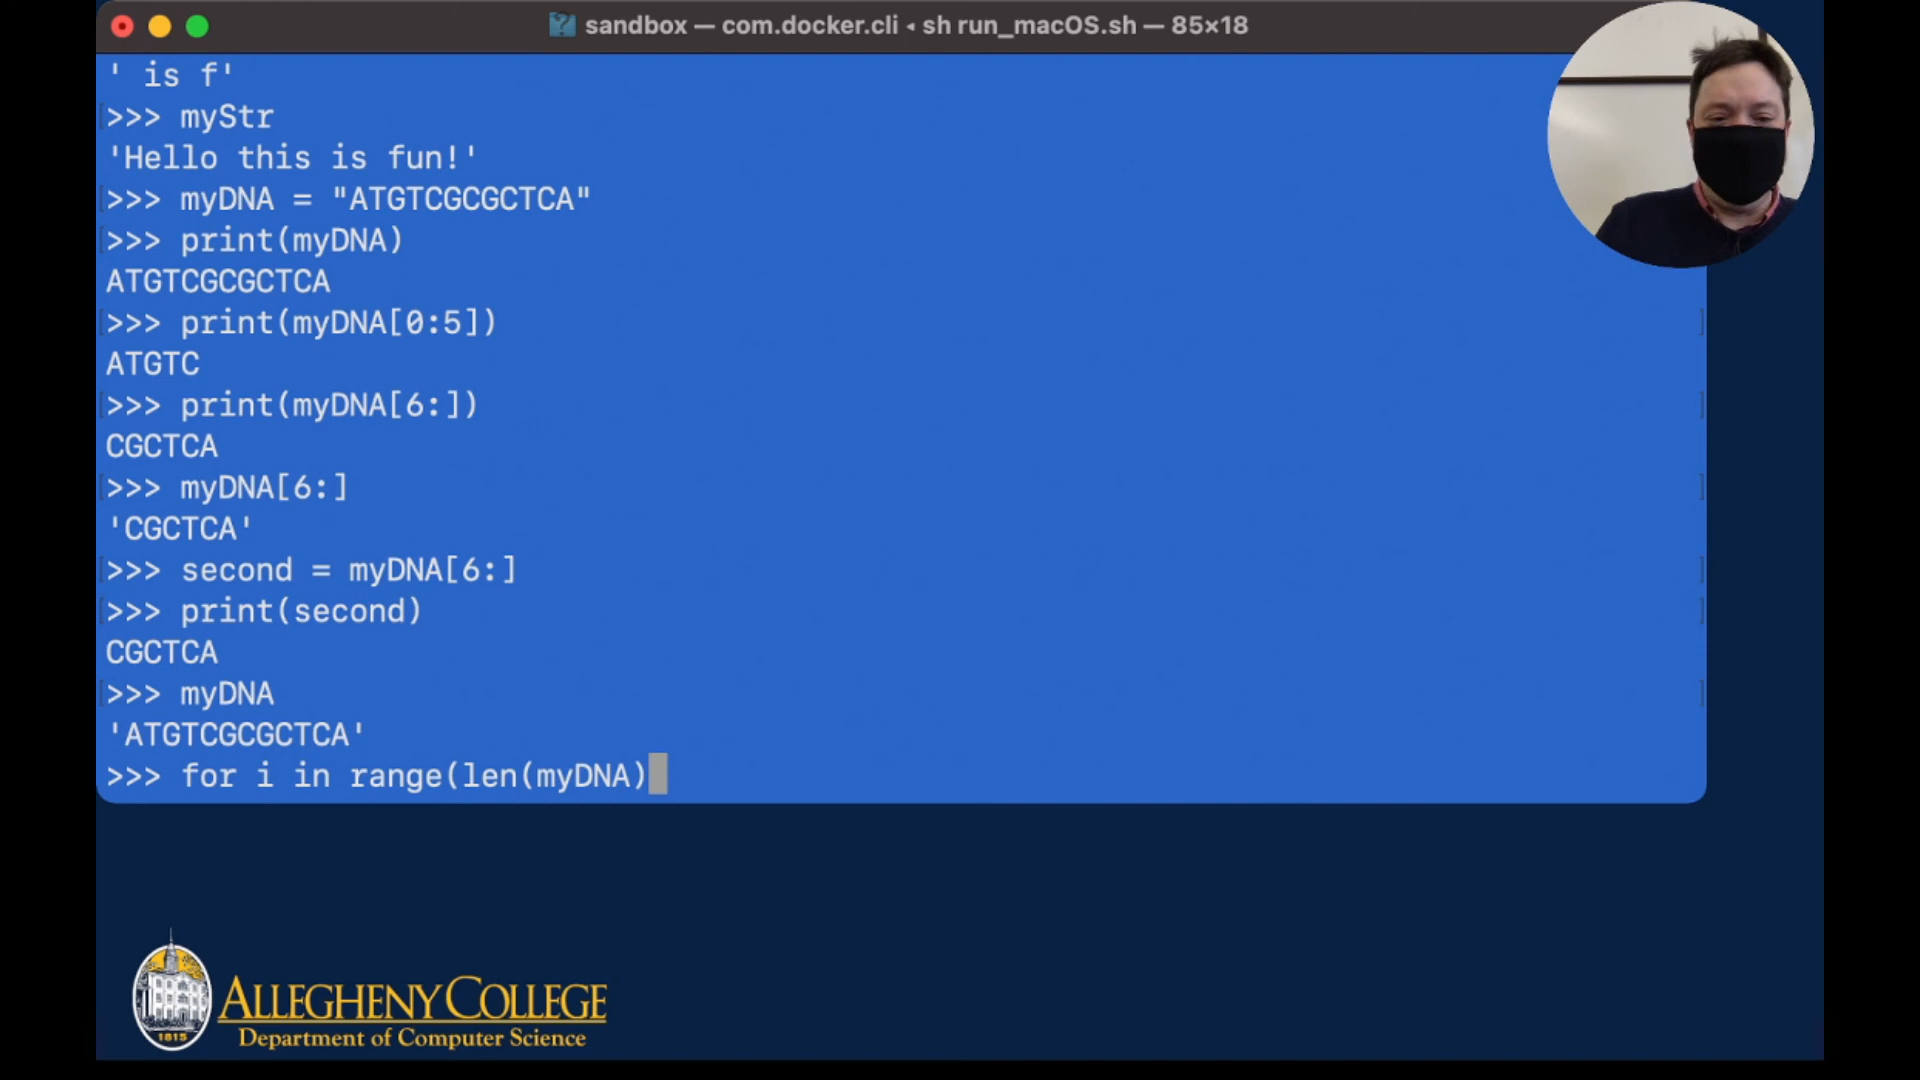 sandbox — com.docker.cli ◂ sh run_macOS.sh — 85×18
' is f'
>>> myStr
'Hello this is fun!'
>>> myDNA = "ATGTCGCGCTCA"
>>> print(myDNA)
ATGTCGCGCTCA
>>> print(myDNA[0:5])
ATGTC
>>> print(myDNA[6:])
CGCTCA
>>> myDNA[6:]
'CGCTCA'
>>> second = myDNA[6:]
>>> print(second)
CGCTCA
>>> myDNA
'ATGTCGCGCTCA'
>>> for i in range(len(myDNA)
1815
ALLEGHENY COLLEGE
Department of Computer Science